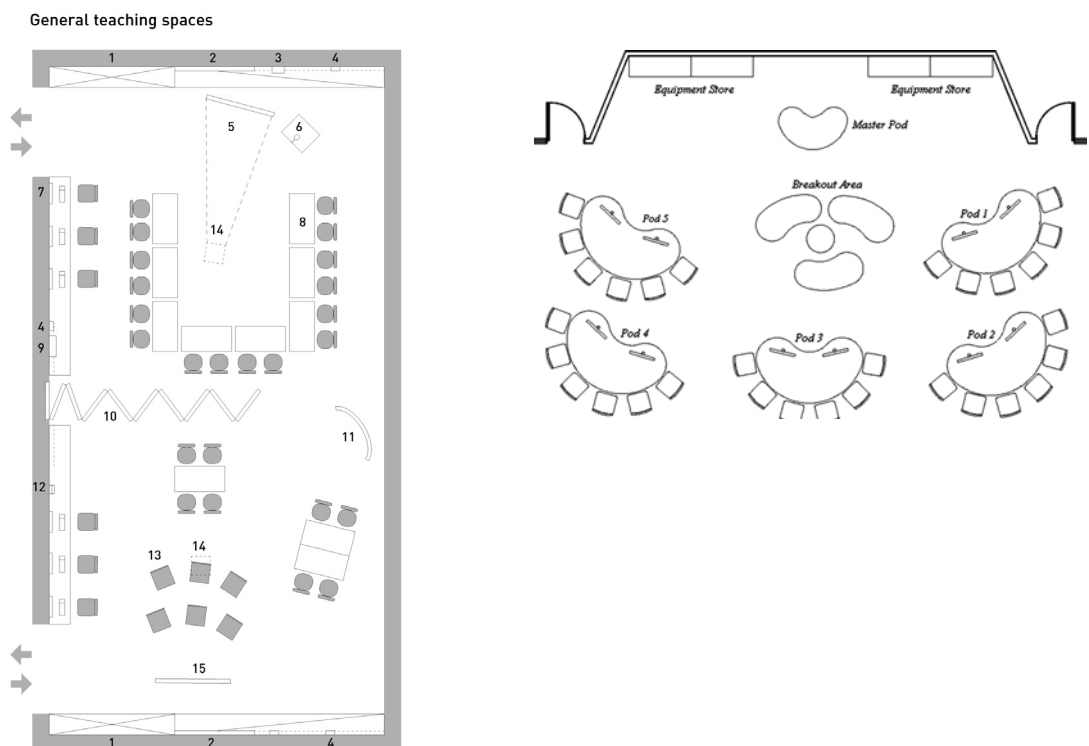 General teaching spaces
1 2 3 4
5 6
7
8
14
4
9
10
11
12
13 14
15
1 2 4
Equipment Store Equipment Store
Master Pod
Breakout Area
Pod 5 Pod 1
Pod 4 Pod 3 Pod 2